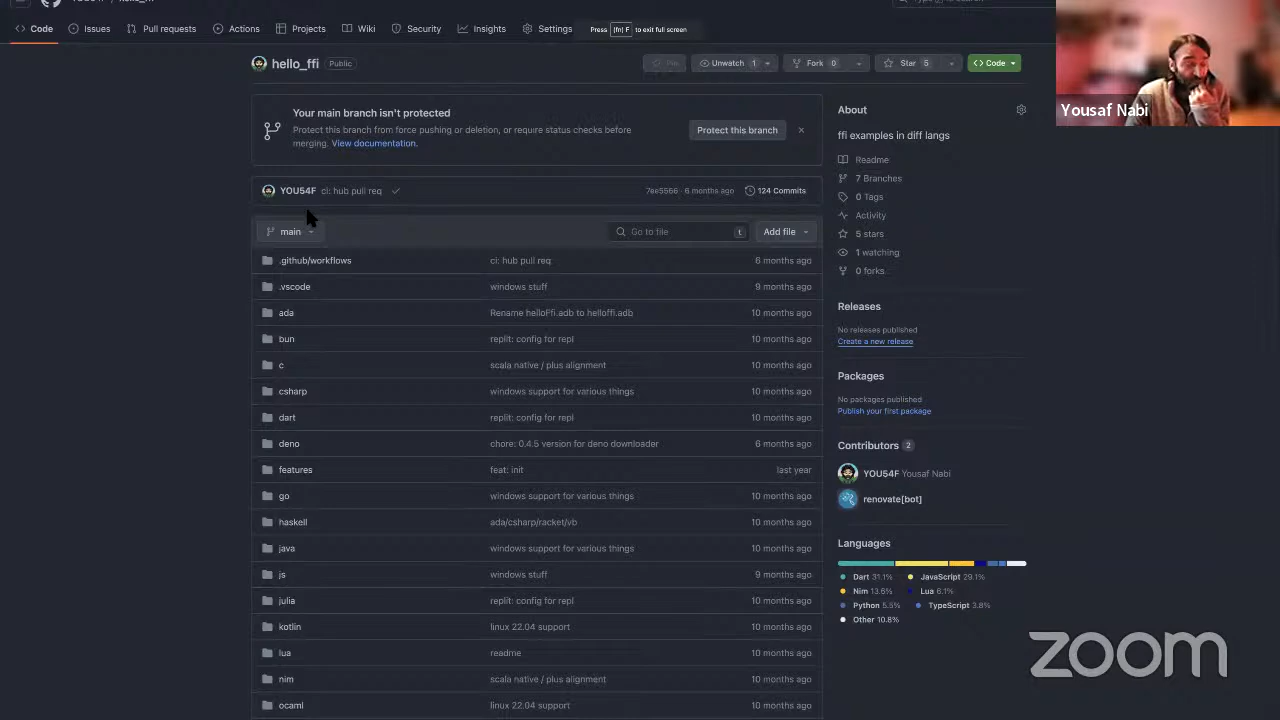 Code Issues Pull requests Actions Projects Wiki Security Insights Settings
Press [fn] F to exit full screen
hello_ffi Public
Unwatch 1 Fork 0 Star 5 Code
Your main branch isn't protected
Protect this branch from force pushing or deletion, or require status checks before
merging. View documentation.
Protect this branch
YOU54F ci: hub pull req 7ee5566 · 6 months ago 124 Commits
main Go to file t Add file
.github/workflows ci: hub pull req 6 months ago
.vscode windows stuff 9 months ago
ada Rename helloFfi.adb to helloffi.adb 10 months ago
bun replit: config for repl 10 months ago
c scala native / plus alignment 10 months ago
csharp windows support for various things 10 months ago
dart replit: config for repl 10 months ago
deno chore: 0.4.5 version for deno downloader 6 months ago
features feat: init last year
go windows support for various things 10 months ago
haskell ada/csharp/racket/vb 10 months ago
java windows support for various things 10 months ago
js windows stuff 9 months ago
julia replit: config for repl 10 months ago
kotlin linux 22.04 support 10 months ago
lua readme 10 months ago
nim scala native / plus alignment 10 months ago
ocaml linux 22.04 support 10 months ago
About
ffi examples in diff langs
Readme
7 Branches
0 Tags
Activity
5 stars
1 watching
0 forks
Releases
No releases published
Create a new release
Packages
No packages published
Publish your first package
Contributors 2
YOU54F Yousaf Nabi
renovate[bot]
Languages
Dart 31.1% JavaScript 29.1%
Nim 13.6% Lua 6.1%
Python 5.5% TypeScript 3.8%
Other 10.8%
Yousaf Nabi
zoom